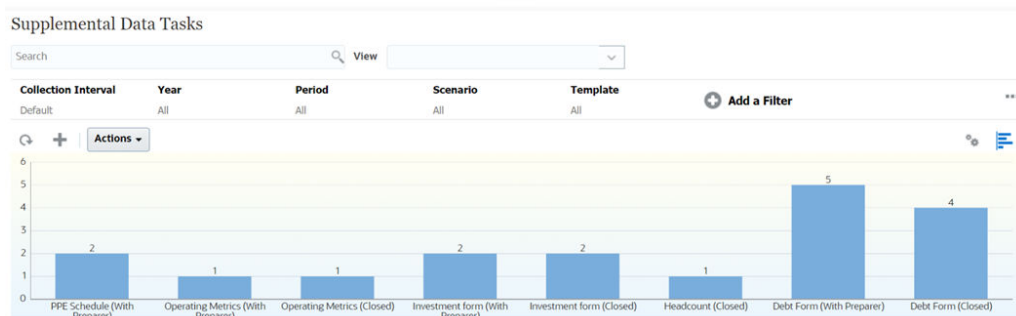 Supplemental Data Tasks
Search View
Collection Interval Year Period Scenario Template Add a Filter
Default All All All All
Actions
6
5
4
3
2
1
0
2 1 1 2 2 1 5 4
PPE Schedule (With Preparer) Operating Metrics (With Preparer) Operating Metrics (Closed) Investment form (With Preparer) Investment form (Closed) Headcount (Closed) Debt Form (With Preparer) Debt Form (Closed)